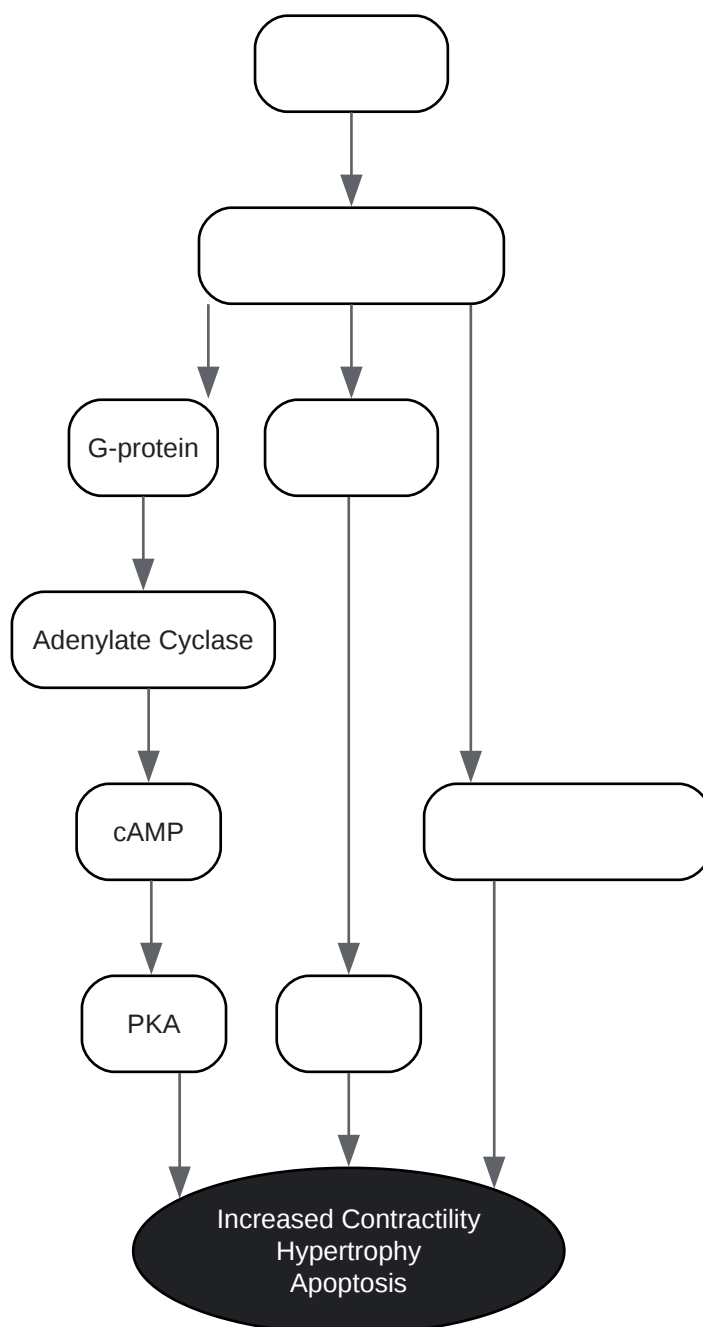 G-protein
Adenylate Cyclase
cAMP
PKA
Increased Contractility
Hypertrophy
Apoptosis